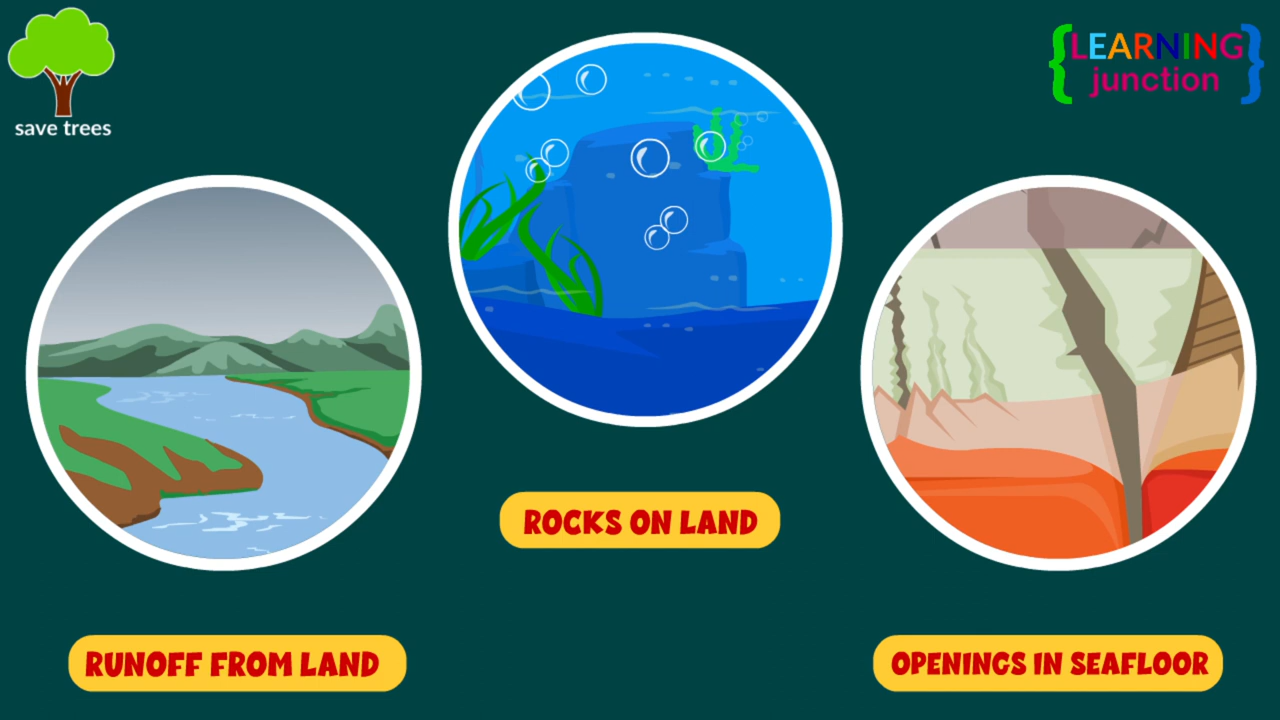 save trees
{LEARNING}
junction
ROCKS ON LAND
RUNOFF FROM LAND
OPENINGS IN SEAFLOOR